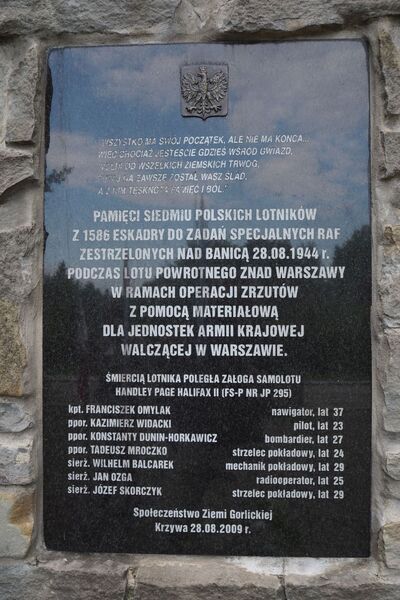 "WSZYSTKO MA SWÓJ POCZĄTEK, ALE NIE MA KOŃCA...
WIĘC CHOCIAŻ JESTEŚCIE GDZIEŚ WŚRÓD GWIAZD,
DO WSZELKICH ZIEMSKICH TRWÓG,
ZAWSZE ZOSTAŁ WASZ ŚLAD,
A Z NIM TĘSKNOTA PAMIĘĆ I BÓL."
PAMIĘCI SIEDMIU POLSKICH LOTNIKÓW
Z 1586 ESKADRY DO ZADAŃ SPECJALNYCH RAF
ZESTRZELONYCH NAD BANICĄ 28.08.1944 r.
PODCZAS LOTU POWROTNEGO ZNAD WARSZAWY
W RAMACH OPERACJI ZRZUTÓW
Z POMOCĄ MATERIAŁOWĄ
DLA JEDNOSTEK ARMII KRAJOWEJ
WALCZĄCEJ W WARSZAWIE.
ŚMIERCIĄ LOTNIKA POLEGŁA ZAŁOGA SAMOLOTU
HANDLEY PAGE HALIFAX II (FS-P NR JP 295)
kpt. FRANCISZEK OMYLAK nawigator, lat 37
ppor. KAZIMIERZ WIDACKI pilot, lat 23
ppor. KONSTANTY DUNIN-HORKAWICZ bombardier, lat 27
ppor. TADEUSZ MROCZKO strzelec pokładowy, lat 24
sierż. WILHELM BALCAREK mechanik pokładowy, lat 29
sierż. JAN OZGA radiooperator, lat 25
sierż. JÓZEF SKORCZYK strzelec pokładowy, lat 29
Społeczeństwo Ziemi Gorlickiej
Krzywa 28.08.2009 r.